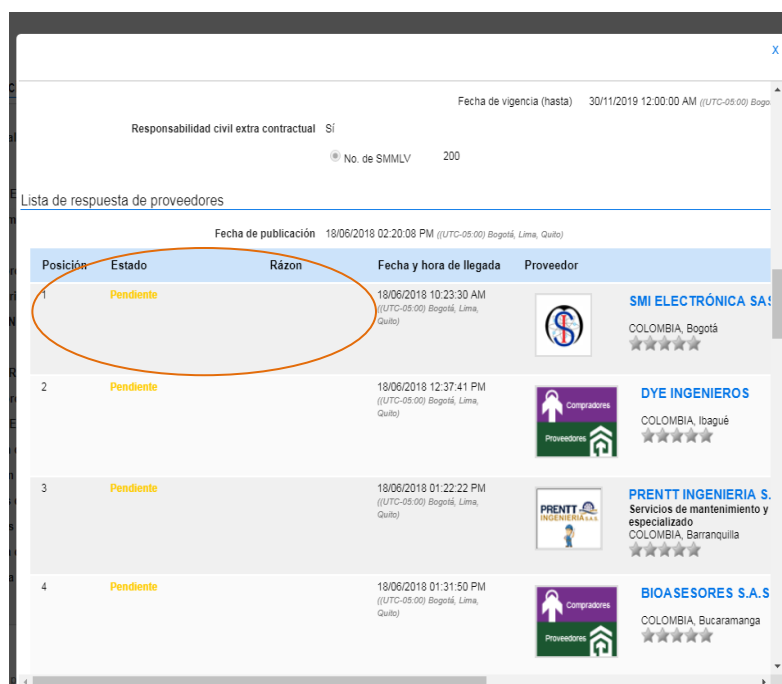 X
Fecha de vigencia (hasta) 30/11/2019 12:00:00 AM ((UTC-05:00) Bogo
Responsabilidad civil extra contractual Sí
No. de SMMLV 200
Lista de respuesta de proveedores
Fecha de publicación 18/06/2018 02:20:08 PM ((UTC-05:00) Bogotá, Lima, Quito)
Posición Estado Rázon Fecha y hora de llegada Proveedor
1 Pendiente 18/06/2018 10:23:30 AM
((UTC-05:00) Bogotá, Lima,
Quito)
SMI ELECTRÓNICA SAS
COLOMBIA, Bogotá
2 Pendiente 18/06/2018 12:37:41 PM
((UTC-05:00) Bogotá, Lima,
Quito)
Compradores
Proveedores
DYE INGENIEROS
COLOMBIA, Ibagué
3 Pendiente 18/06/2018 01:22:22 PM
((UTC-05:00) Bogotá, Lima,
Quito)
PRENTT
INGENIERIA S.A.S
PRENTT INGENIERIA S.
Servicios de mantenimiento y
especializado
COLOMBIA, Barranquilla
4 Pendiente 18/06/2018 01:31:50 PM
((UTC-05:00) Bogotá, Lima,
Quito)
Compradores
Proveedores
BIOASESORES S.A.S
COLOMBIA, Bucaramanga